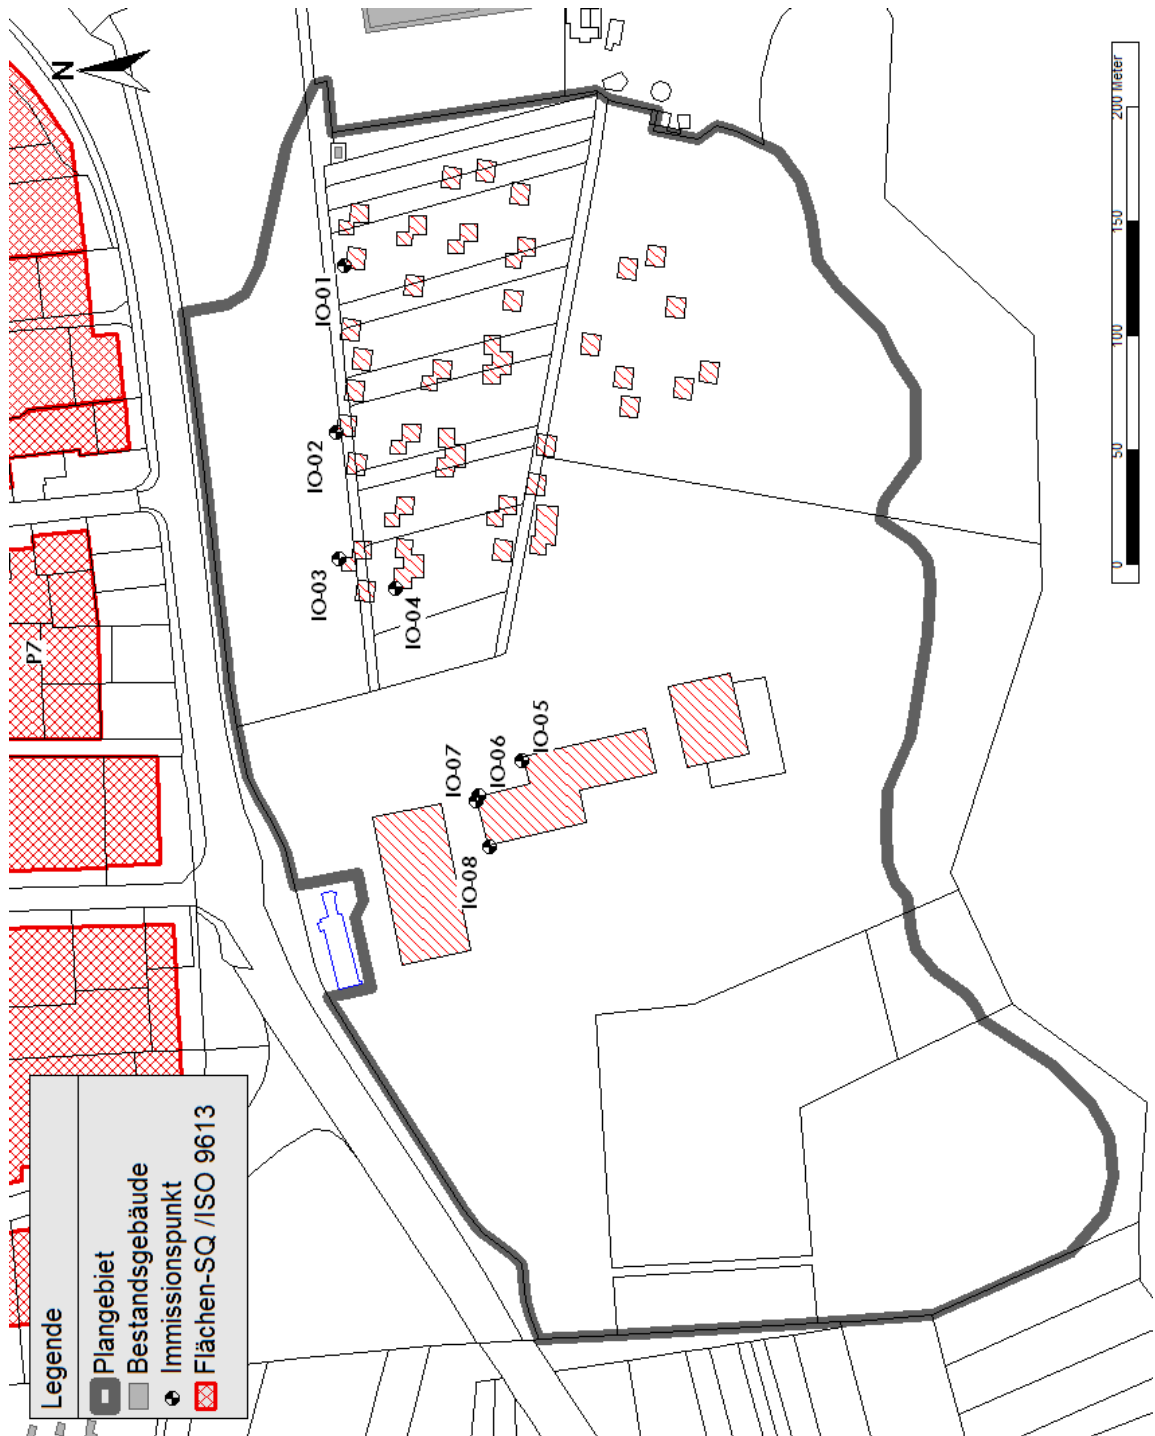 Legende
Plangebiet
Bestandsgebäude
Immissionspunkt
Flächen-SQ /ISO 9613
P7
IO-08
IO-07
IO-06
IO-05
IO-04
IO-03
IO-02
IO-01
N
0 50 100 150 200 Meter